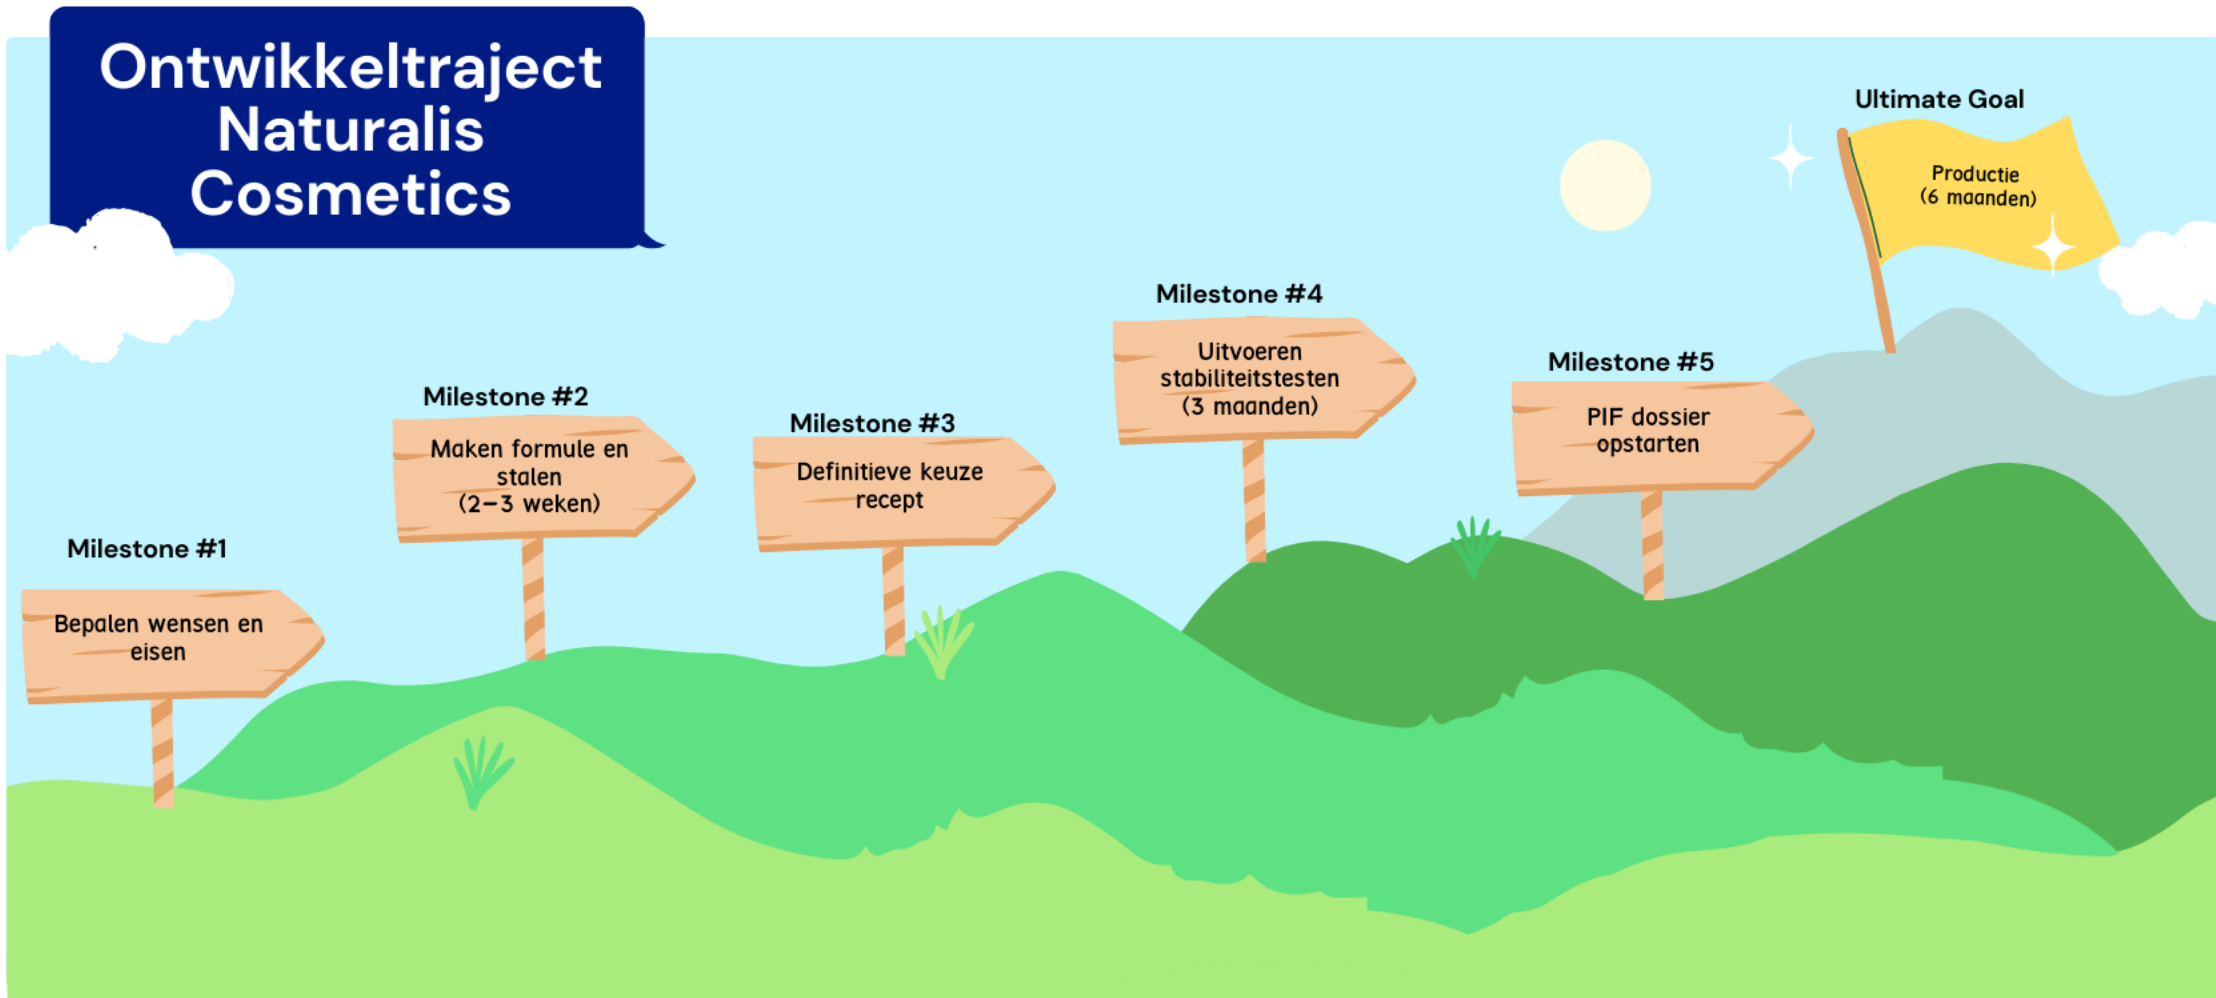 Ontwikkeltraject
Naturalis
Cosmetics
Milestone #1
Bepalen wensen en
eisen
Milestone #2
Maken formule en
stalen
(2–3 weken)
Milestone #3
Definitieve keuze
recept
Milestone #4
Uitvoeren
stabiliteitstesten
(3 maanden)
Milestone #5
PIF dossier
opstarten
Ultimate Goal
Productie
(6 maanden)